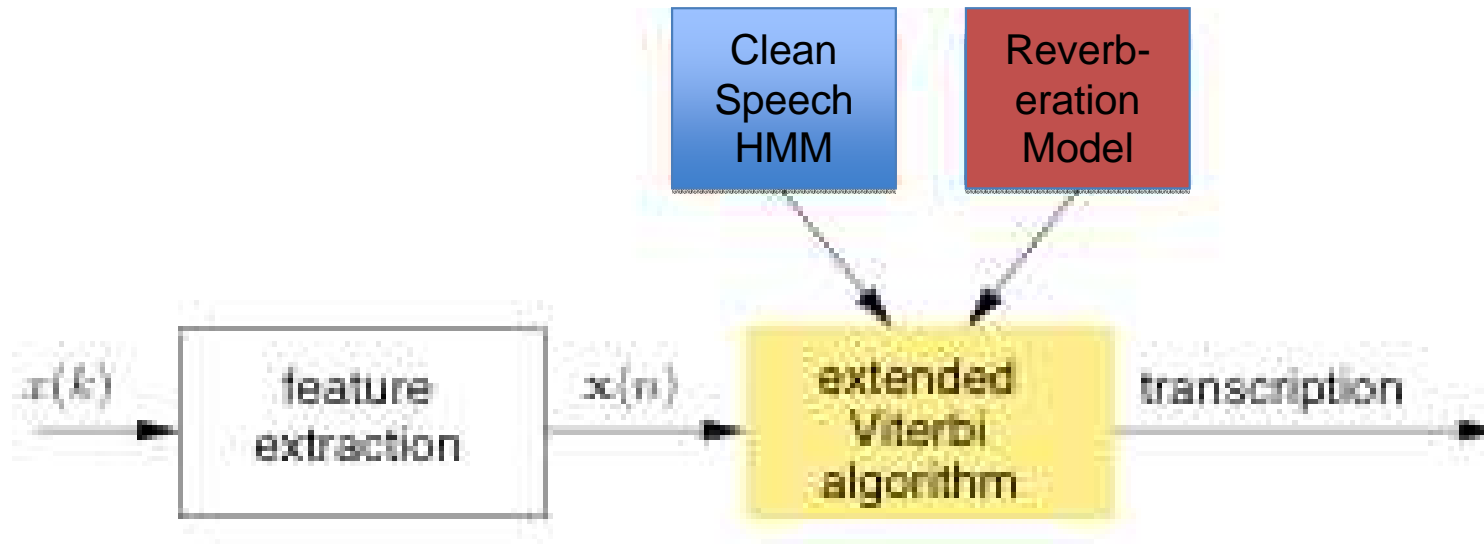 Clean
Speech
HMM
Reverb-
eration
Model
x(k)
feature
extraction
x(n)
extended
Viterbi
algorithm
transcription